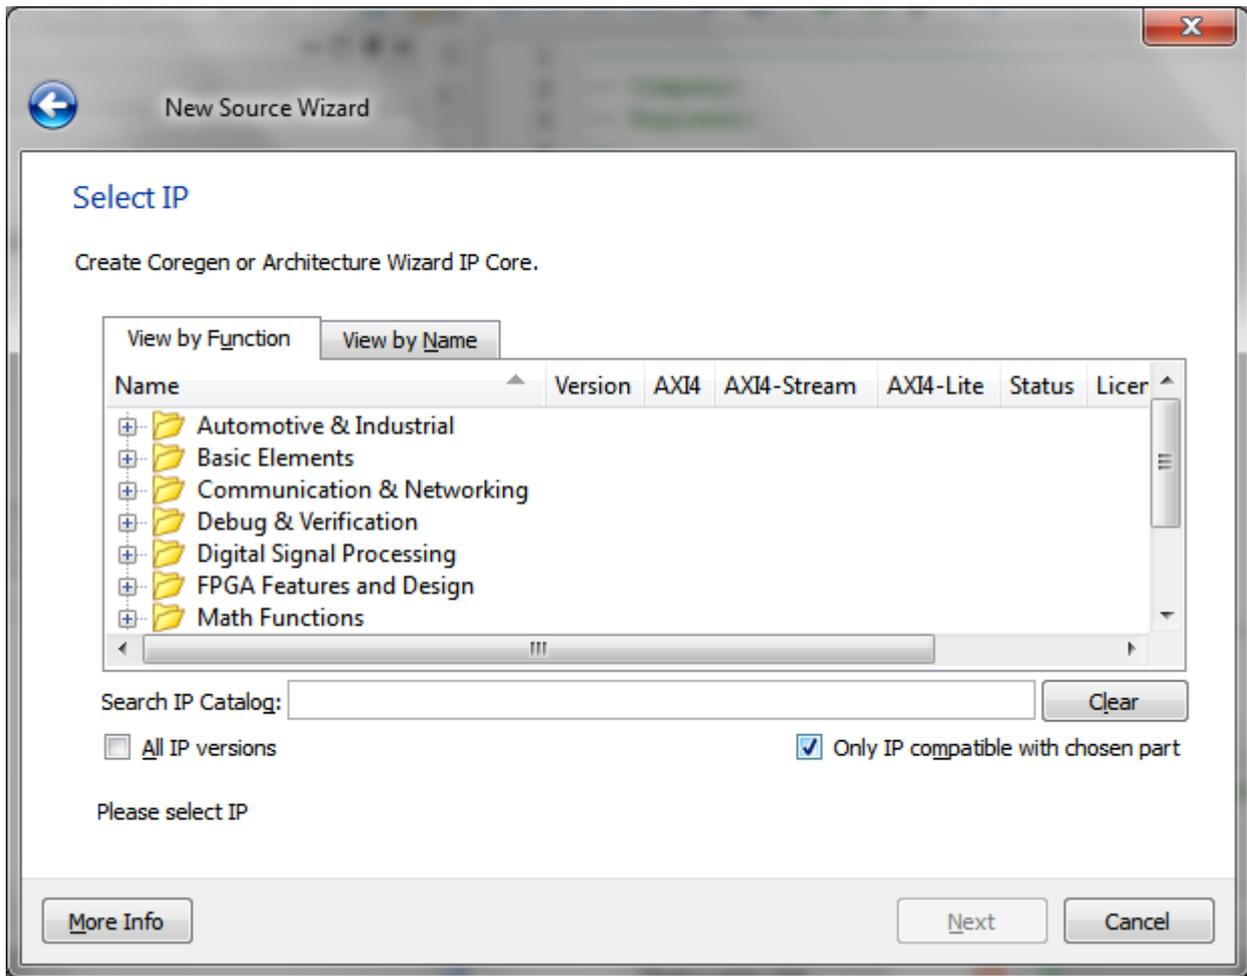 -- Company:
-- Engineer:
New Source Wizard
Select IP
Create Coregen or Architecture Wizard IP Core.
View by Function View by Name
Name Version AXI4 AXI4-Stream AXI4-Lite Status Licen
Automotive & Industrial
Basic Elements
Communication & Networking
Debug & Verification
Digital Signal Processing
FPGA Features and Design
Math Functions
Search IP Catalog: Clear
All IP versions Only IP compatible with chosen part
Please select IP
More Info Next Cancel